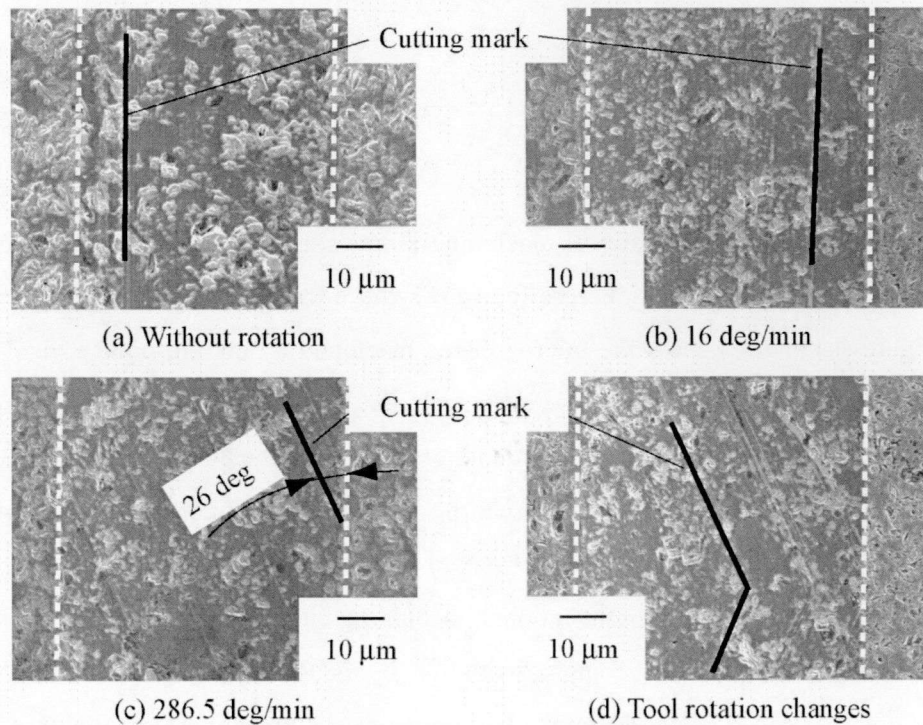 Cutting mark
10 μm
10 μm
(a) Without rotation
(b) 16 deg/min
Cutting mark
26 deg
10 μm
10 μm
(c) 286.5 deg/min
(d) Tool rotation changes